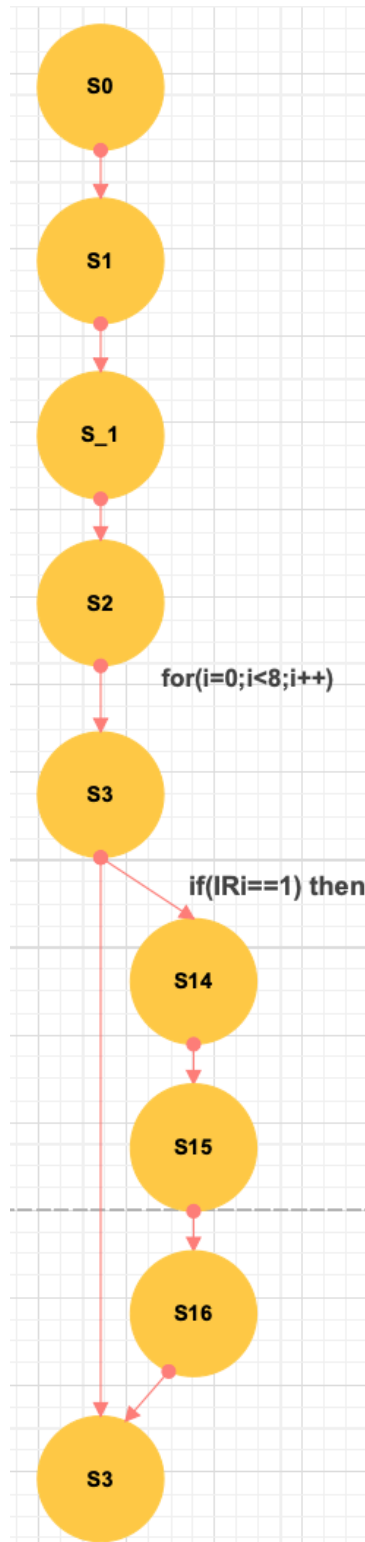 S0
S1
S_1
S2
for(i=0;i<8;i++)
S3
if(IRi==1) then
S14
S15
S16
S3